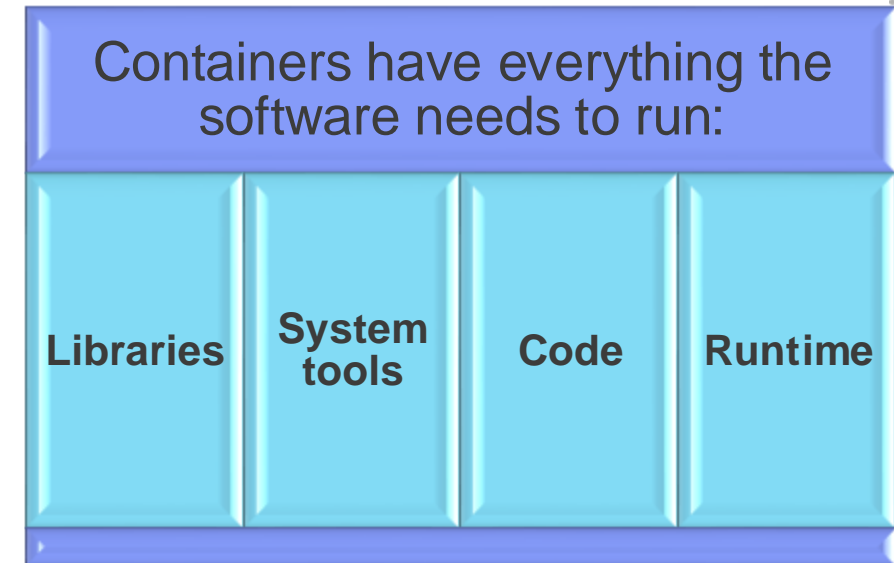 Containers have everything the
software needs to run:
Libraries
System
tools
Code
Runtime